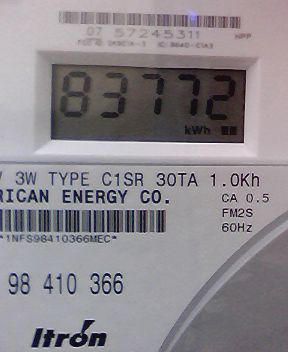 07 57245311 NPP
83772
kWh
V 3W TYPE C1SR 30TA 1.0Kh
RICAN ENERGY CO.
CA 0.5
FM2S
60Hz
*1NFS98410366MEC*
98 410 366
Itron